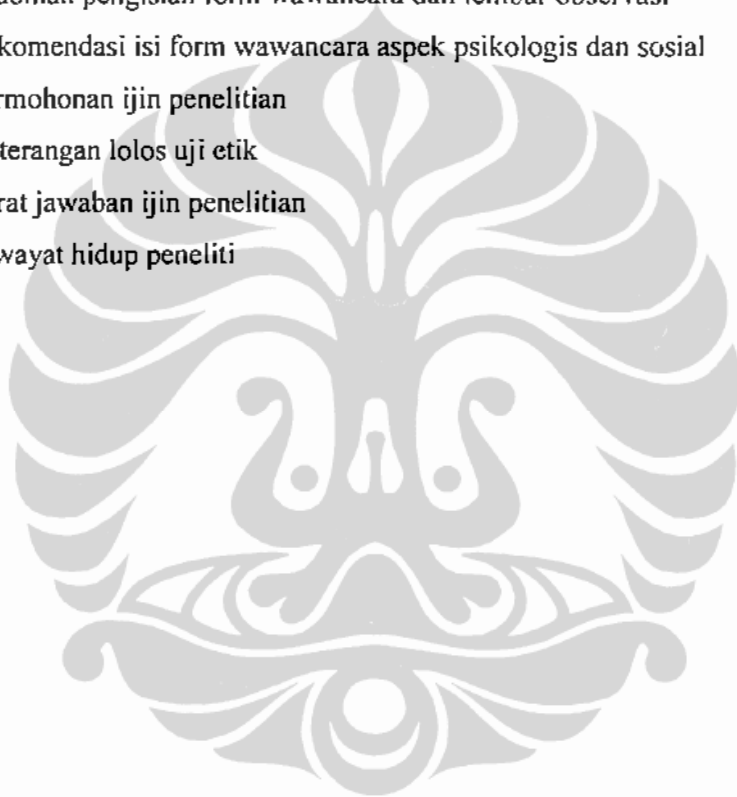 doman pengisian form wawancara dan lembar observasi
komendasi isi form wawancara aspek psikologis dan sosial
rmohonan ijin penelitian
terangan lolos uji etik
rat jawaban ijin penelitian
wayat hidup peneliti